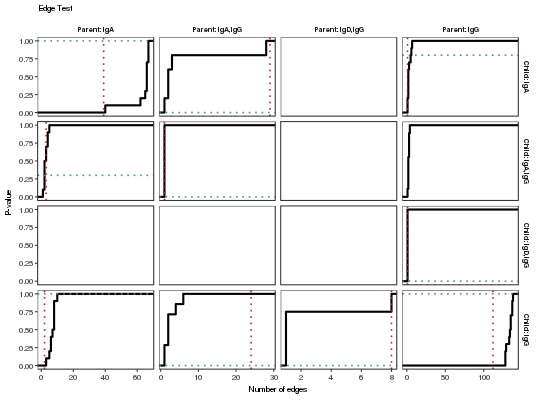 Edge Test
Parent: IgA
Parent: IgA,IgG
Parent: IgD,IgG
Parent: IgG
1.00
0.75
0.50
0.25
0.00
Child: IgA
1.00
0.75
0.50
0.25
0.00
Child: IgA,IgG
P-value
1.00
0.75
0.50
0.25
0.00
Child: IgD,IgG
1.00
0.75
0.50
0.25
0.00
Child: IgG
0 20 40 60
0 10 20 30
2 4 6 8
0 50 100
Number of edges